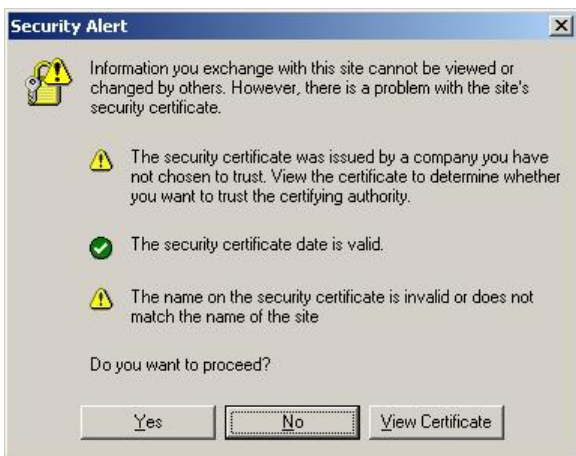 Security Alert
Information you exchange with this site cannot be viewed or
changed by others. However, there is a problem with the site's
security certificate.
The security certificate was issued by a company you have
not chosen to trust. View the certificate to determine whether
you want to trust the certifying authority.
The security certificate date is valid.
The name on the security certificate is invalid or does not
match the name of the site
Do you want to proceed?
Yes No View Certificate